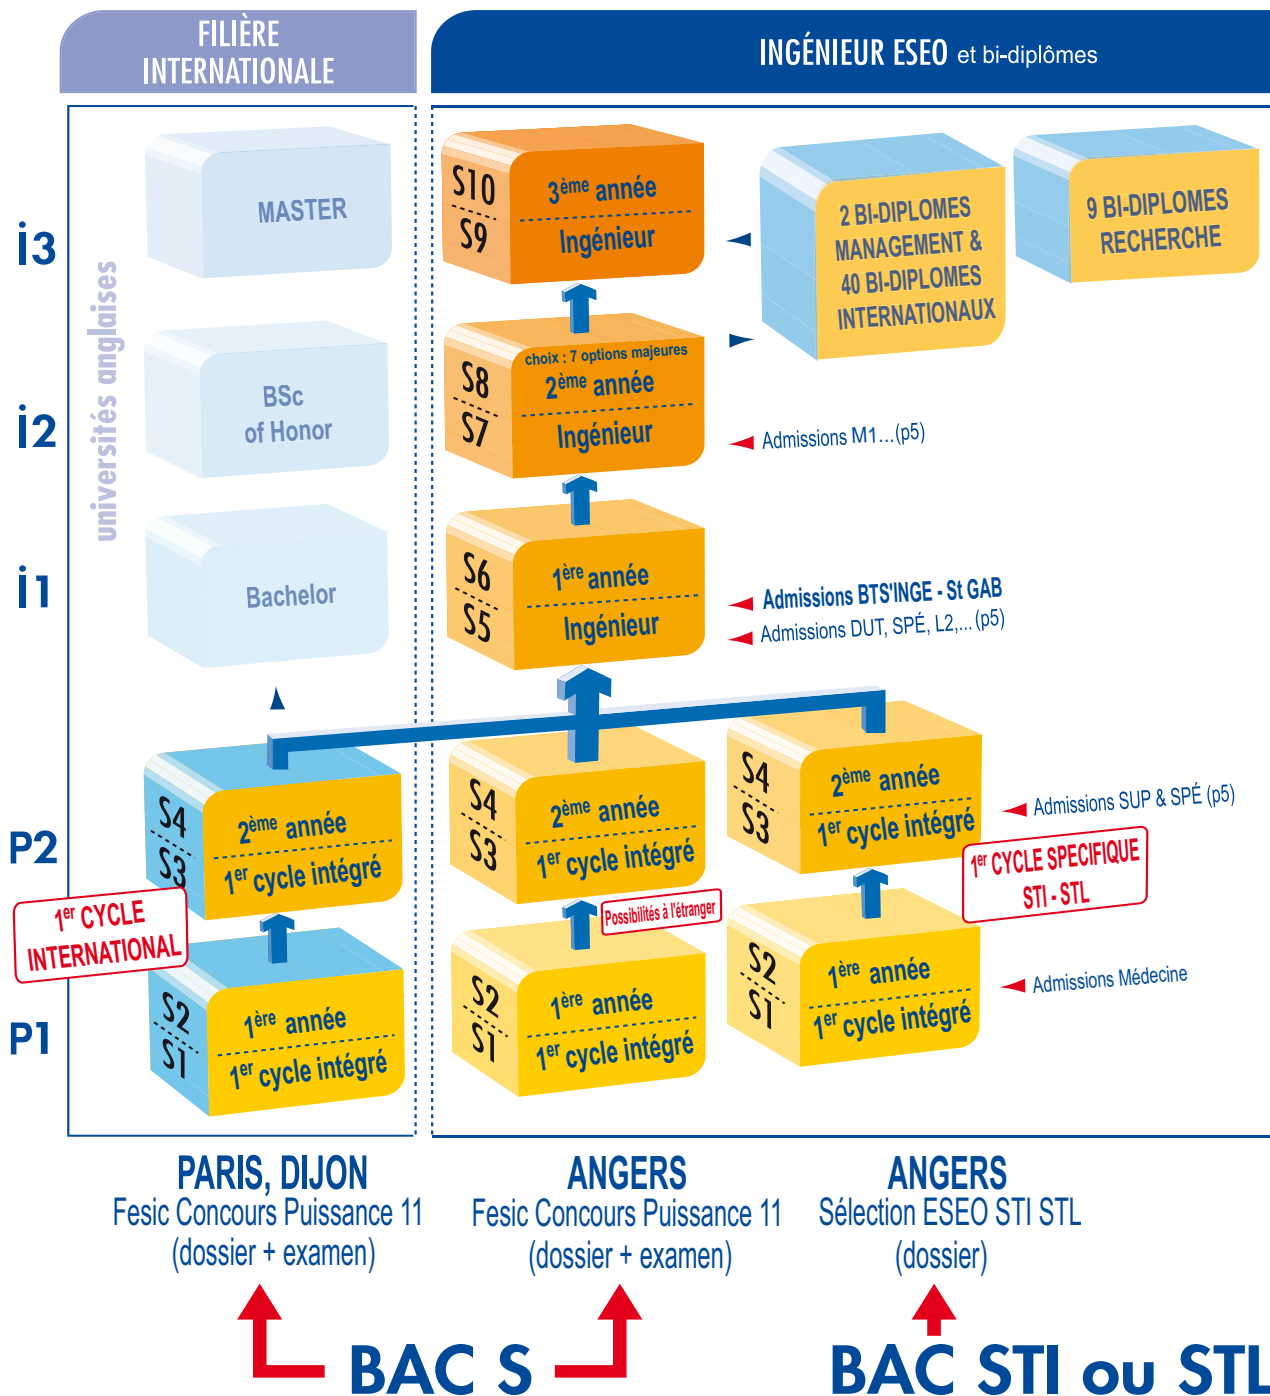 FILIÈRE
INTERNATIONALE
INGÉNIEUR ESEO et bi-diplômes
universités anglaises
i3
MASTER
S10
S9
3ème année
Ingénieur
2 BI-DIPLOMES
MANAGEMENT &
40 BI-DIPLOMES
INTERNATIONAUX
9 BI-DIPLOMES
RECHERCHE
i2
BSc
of Honor
S8
S7
choix : 7 options majeures
2ème année
Ingénieur
Admissions M1...(p5)
i1
Bachelor
S6
S5
1ère année
Ingénieur
Admissions BTS'INGE - St GAB
Admissions DUT, SPÉ, L2,... (p5)
P2
S4
S3
2ème année
1er cycle intégré
S4
S3
2ème année
1er cycle intégré
S4
S3
2ème année
1er cycle intégré
Admissions SUP & SPÉ (p5)
1er CYCLE
INTERNATIONAL
Possibilités à l'étranger
1er CYCLE SPECIFIQUE
STI - STL
P1
S2
S1
1ère année
1er cycle intégré
S2
S1
1ère année
1er cycle intégré
S2
S1
1ère année
1er cycle intégré
Admissions Médecine
PARIS, DIJON
Fesic Concours Puissance 11
(dossier + examen)
ANGERS
Fesic Concours Puissance 11
(dossier + examen)
ANGERS
Sélection ESEO STI STL
(dossier)
BAC S
BAC STI ou STL